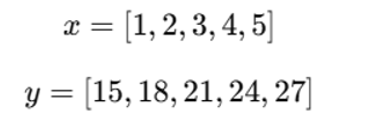 x = [1, 2, 3, 4, 5]
y = [15, 18, 21, 24, 27]